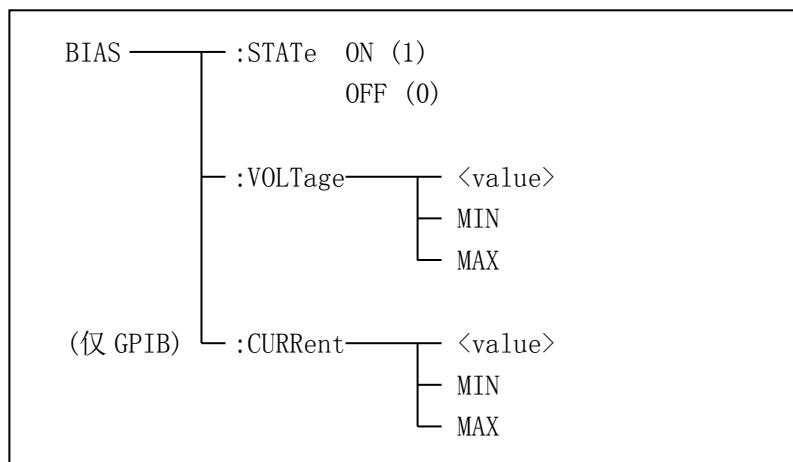 BIAS :STATe ON (1)
OFF (0)
:VOLTage <value>
MIN
MAX
(仅 GPIB) :CURRent <value>
MIN
MAX